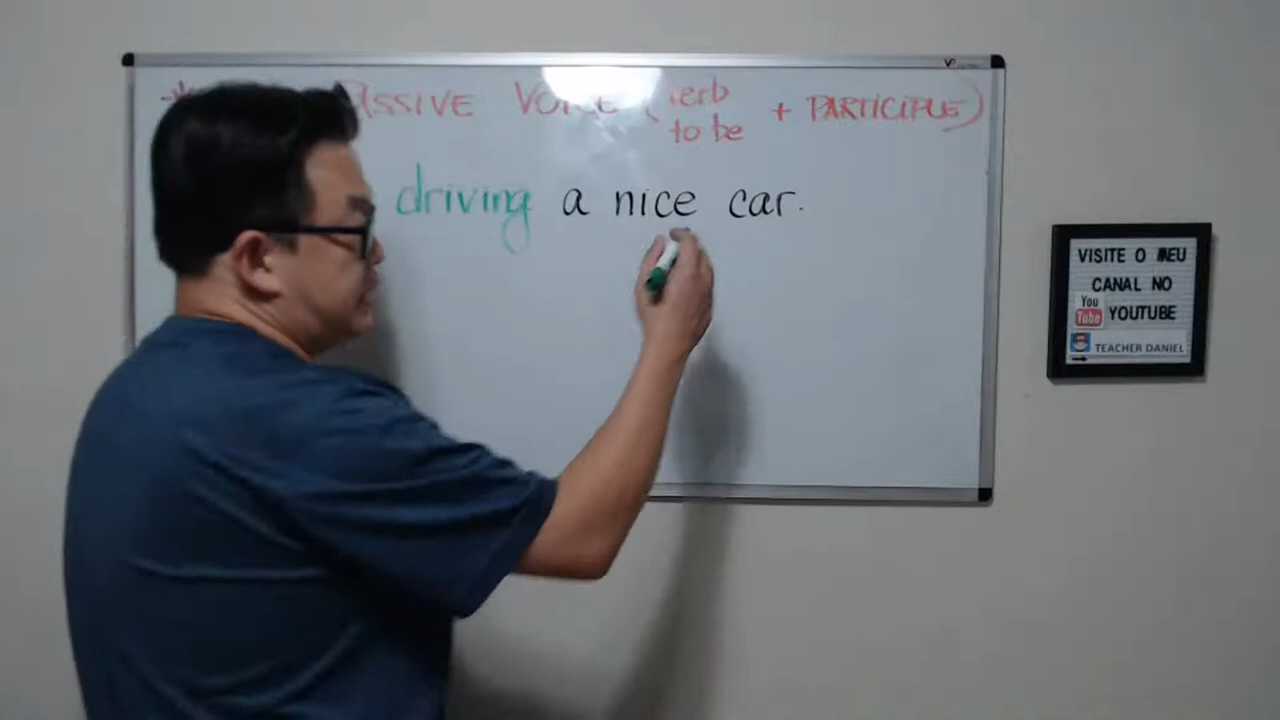 PASSIVE VOICE (verb to be + PARTICIPLE)
driving a nice car.
VISITE O MEU
CANAL NO
You Tube YOUTUBE
TEACHER DANIEL